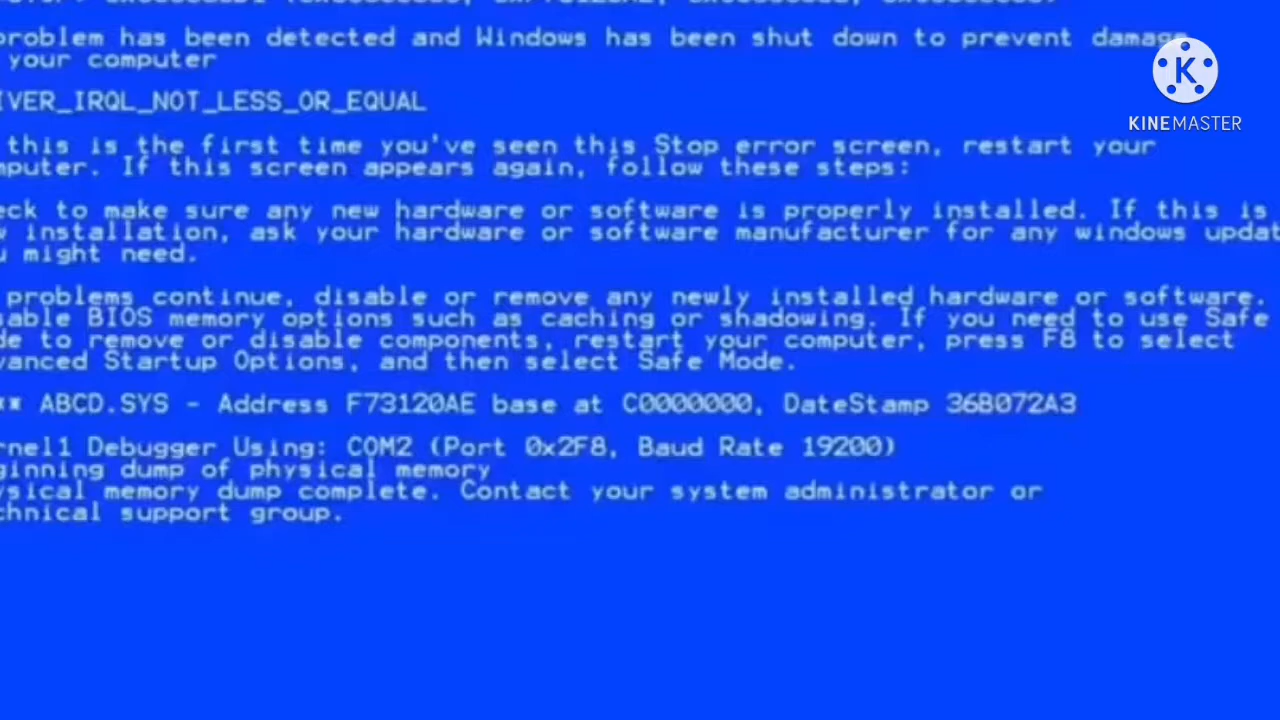 problem has been detected and Windows has been shut down to prevent damage
your computer
IVER_IRQL_NOT_LESS_OR_EQUAL
this is the first time you've seen this Stop error screen, restart your
mputer. If this screen appears again, follow these steps:
eck to make sure any new hardware or software is properly installed. If this is
w installation, ask your hardware or software manufacturer for any windows updat
u might need.
problems continue, disable or remove any newly installed hardware or software.
sable BIOS memory options such as caching or shadowing. If you need to use Safe
de to remove or disable components, restart your computer, press F8 to select
vanced Startup Options, and then select Safe Mode.
** ABCD.SYS - Address F73120AE base at C0000000, DateStamp 36B072A3
rnel1 Debugger Using: COM2 (Port 0x2F8, Baud Rate 19200)
ginning dump of physical memory
ysical memory dump complete. Contact your system administrator or
chnical support group.
K
KINEMASTER